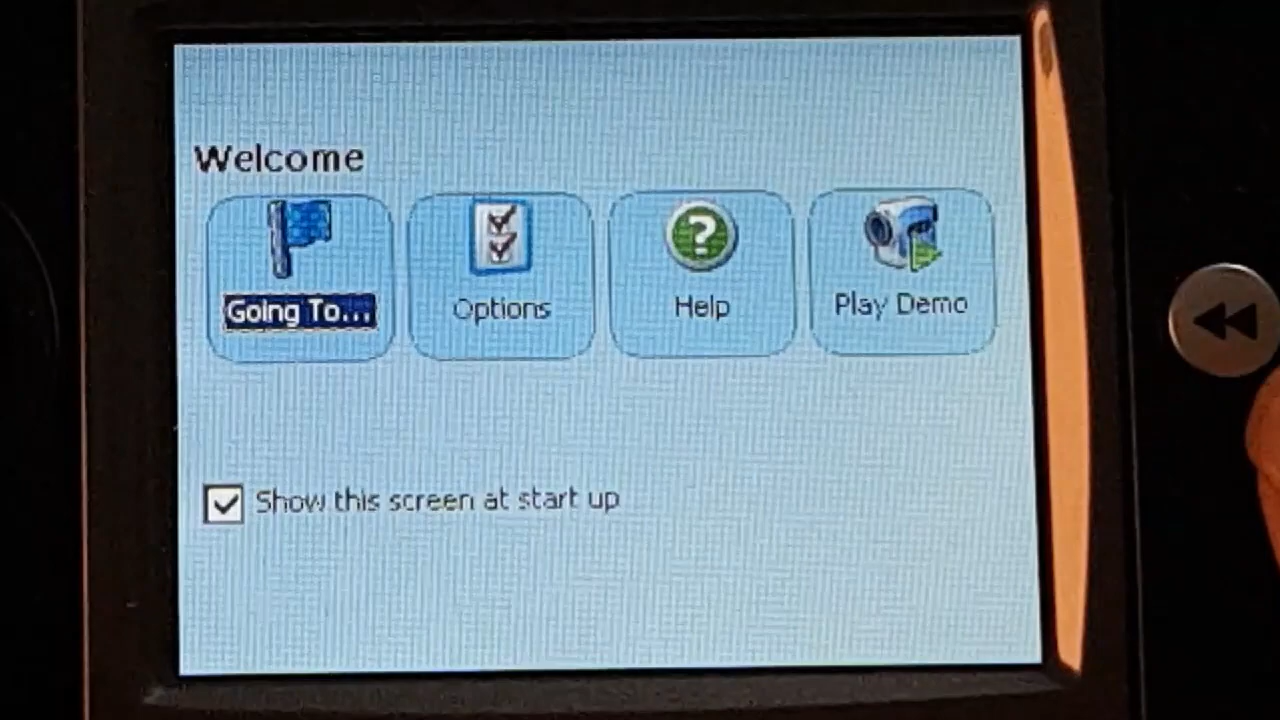 Welcome
Going To...
Options
Help
Play Demo
Show this screen at start up